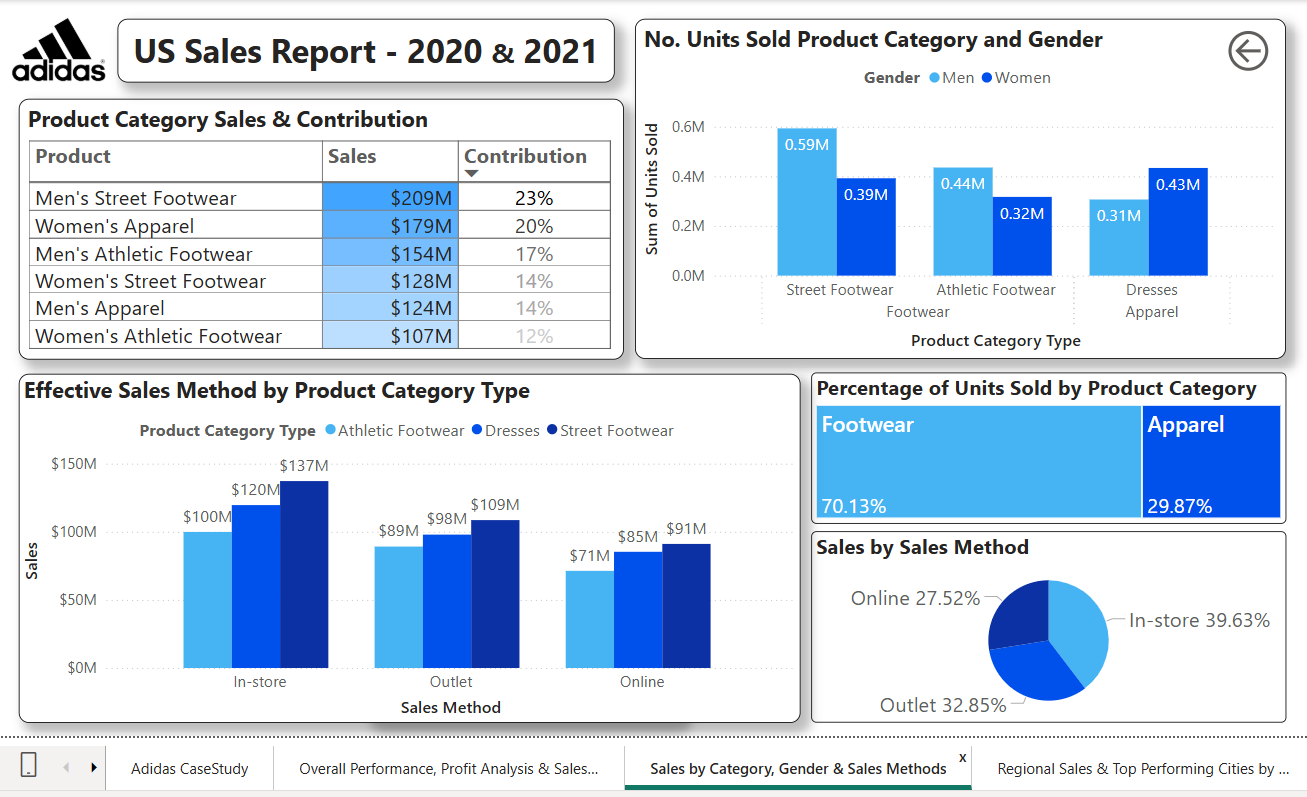 adidas
US Sales Report - 2020 & 2021
Product Category Sales & Contribution
Product Sales Contribution
Men's Street Footwear $209M 23%
Women's Apparel $179M 20%
Men's Athletic Footwear $154M 17%
Women's Street Footwear $128M 14%
Men's Apparel $124M 14%
Women's Athletic Footwear $107M 12%
No. Units Sold Product Category and Gender
Gender Men Women
Sum of Units Sold
0.6M
0.4M
0.2M
0.0M
0.59M
0.39M
0.44M
0.32M
0.31M
0.43M
Street Footwear Athletic Footwear Dresses
Footwear Apparel
Product Category Type
Effective Sales Method by Product Category Type
Product Category Type Athletic Footwear Dresses Street Footwear
Sales
$150M
$100M
$50M
$0M
$100M
$120M
$137M
$89M
$98M
$109M
$71M
$85M
$91M
In-store Outlet Online
Sales Method
Percentage of Units Sold by Product Category
Footwear Apparel
70.13% 29.87%
Sales by Sales Method
Online 27.52%
In-store 39.63%
Outlet 32.85%
Adidas CaseStudy
Overall Performance, Profit Analysis & Sales...
Sales by Category, Gender & Sales Methods x
Regional Sales & Top Performing Cities by ...